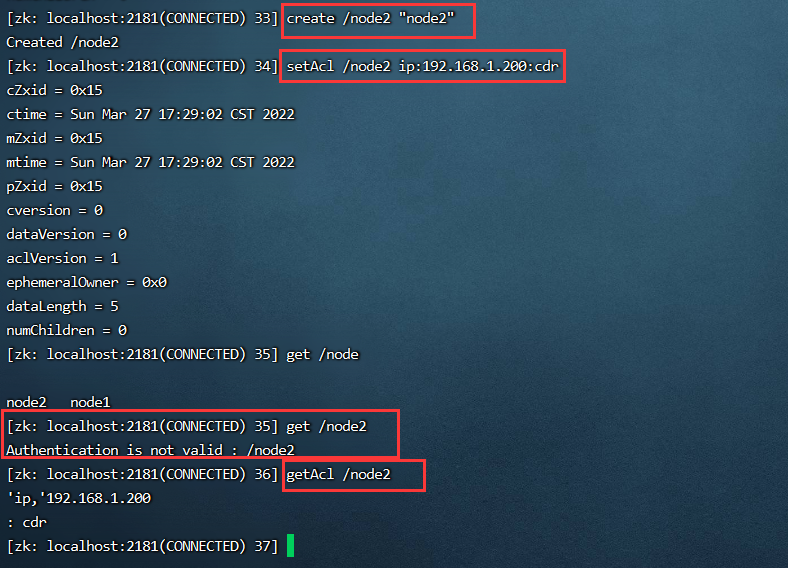 [zk: localhost:2181(CONNECTED) 33] create /node2 "node2"
Created /node2
[zk: localhost:2181(CONNECTED) 34] setAcl /node2 ip:192.168.1.200:cdr
cZxid = 0x15
ctime = Sun Mar 27 17:29:02 CST 2022
mZxid = 0x15
mtime = Sun Mar 27 17:29:02 CST 2022
pZxid = 0x15
cversion = 0
dataVersion = 0
aclVersion = 1
ephemeralOwner = 0x0
dataLength = 5
numChildren = 0
[zk: localhost:2181(CONNECTED) 35] get /node
node2   node1
[zk: localhost:2181(CONNECTED) 35] get /node2
Authentication is not valid : /node2
[zk: localhost:2181(CONNECTED) 36] getAcl /node2
'ip,'192.168.1.200
: cdr
[zk: localhost:2181(CONNECTED) 37]